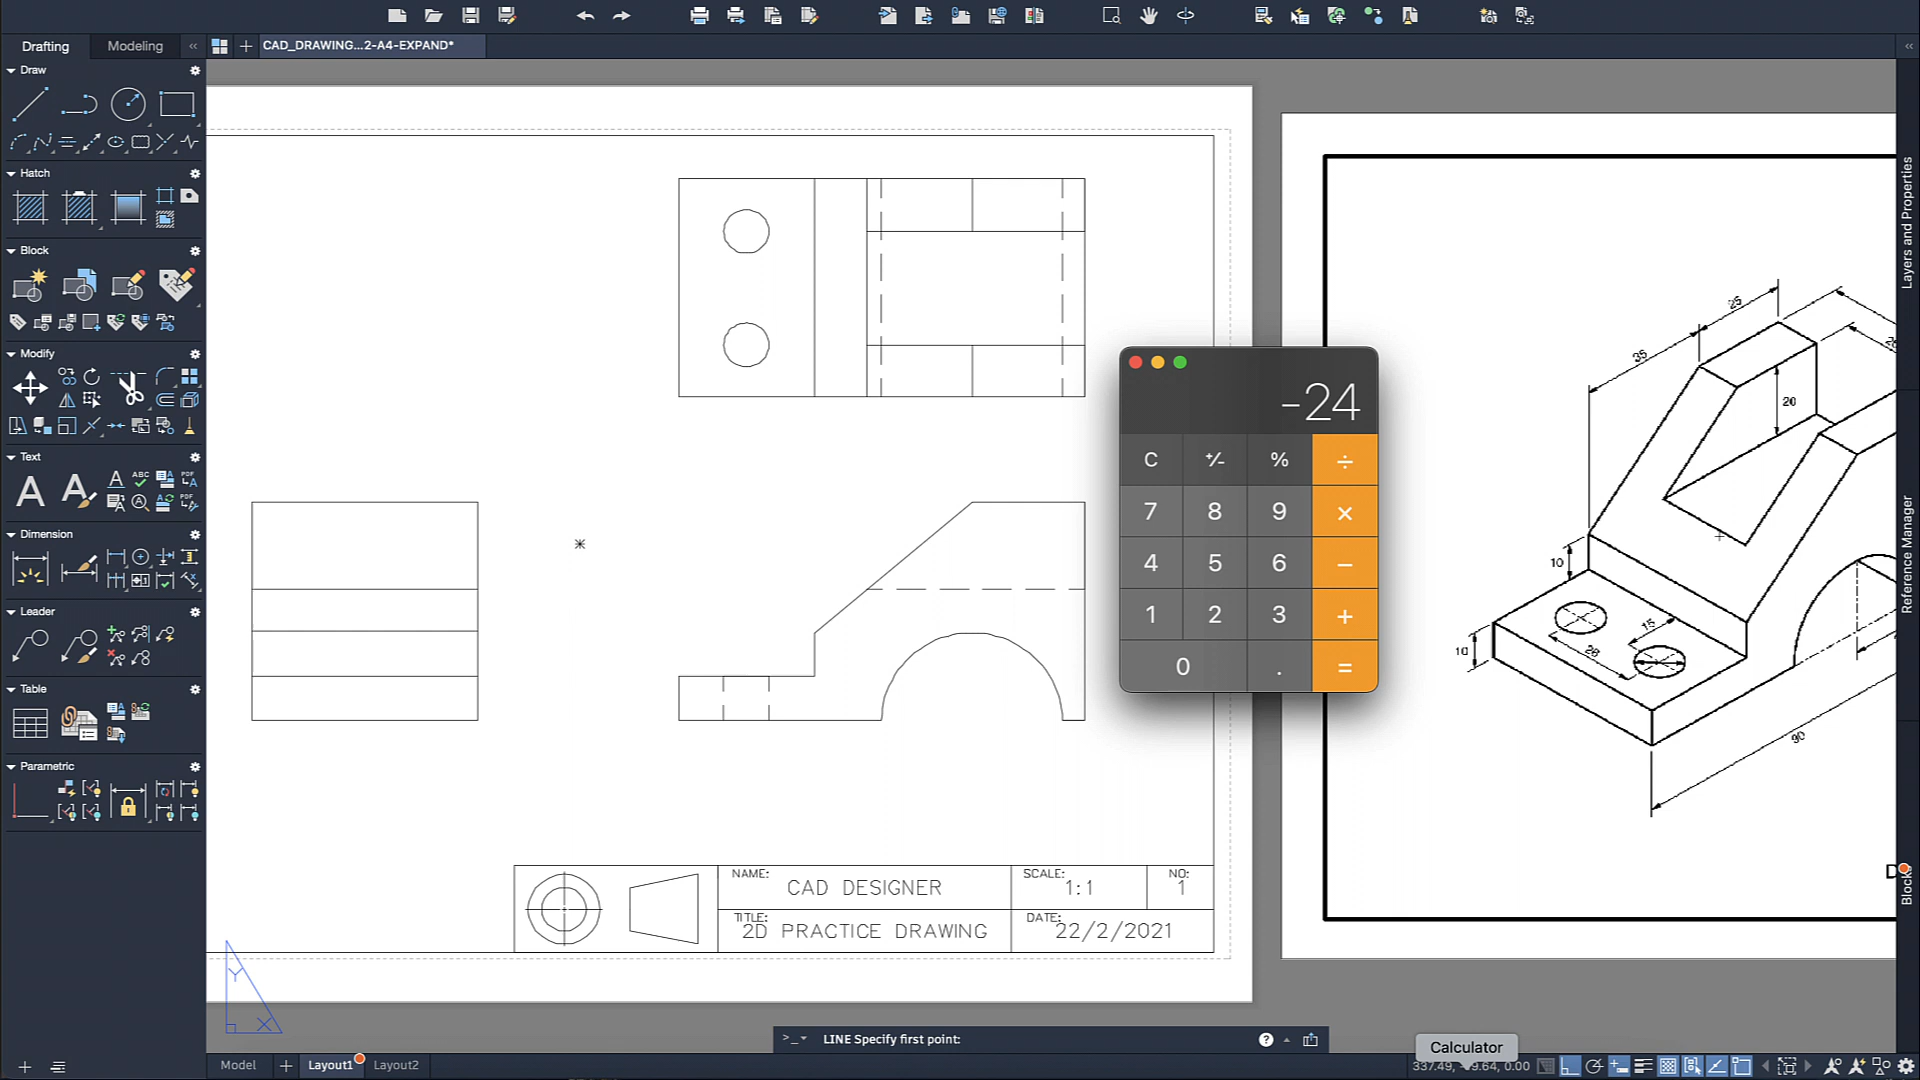 Drafting
Modeling
CAD_DRAWING...2-A4-EXPAND*
Draw
Hatch
Block
Modify
Text
Dimension
Leader
Table
Parametric
-24
C
+/-
%
÷
7
8
9
×
4
5
6
−
1
2
3
+
0
.
=
25
35
20
10
15
26
10
90
NAME:
CAD DESIGNER
SCALE:
1:1
NO:
1
TITLE:
2D PRACTICE DRAWING
DATE:
22/2/2021
Y
X
Layers and Properties
Reference Manager
Blocks
LINE Specify first point:
Calculator
Model
Layout1
Layout2